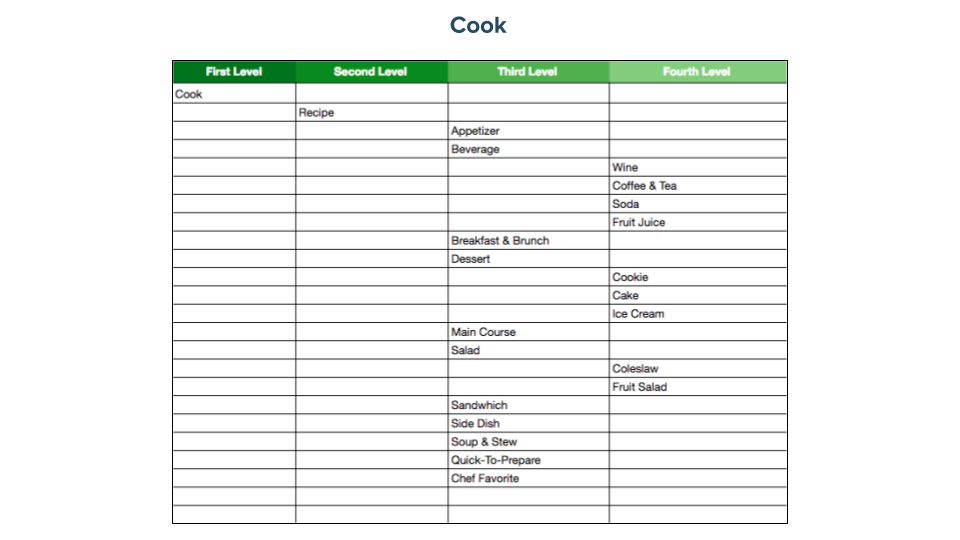 Cook
First Level Second Level Third Level Fourth Level
Cook
Recipe
Appetizer
Beverage
Wine
Coffee & Tea
Soda
Fruit Juice
Breakfast & Brunch
Dessert
Cookie
Cake
Ice Cream
Main Course
Salad
Coleslaw
Fruit Salad
Sandwhich
Side Dish
Soup & Stew
Quick-To-Prepare
Chef Favorite